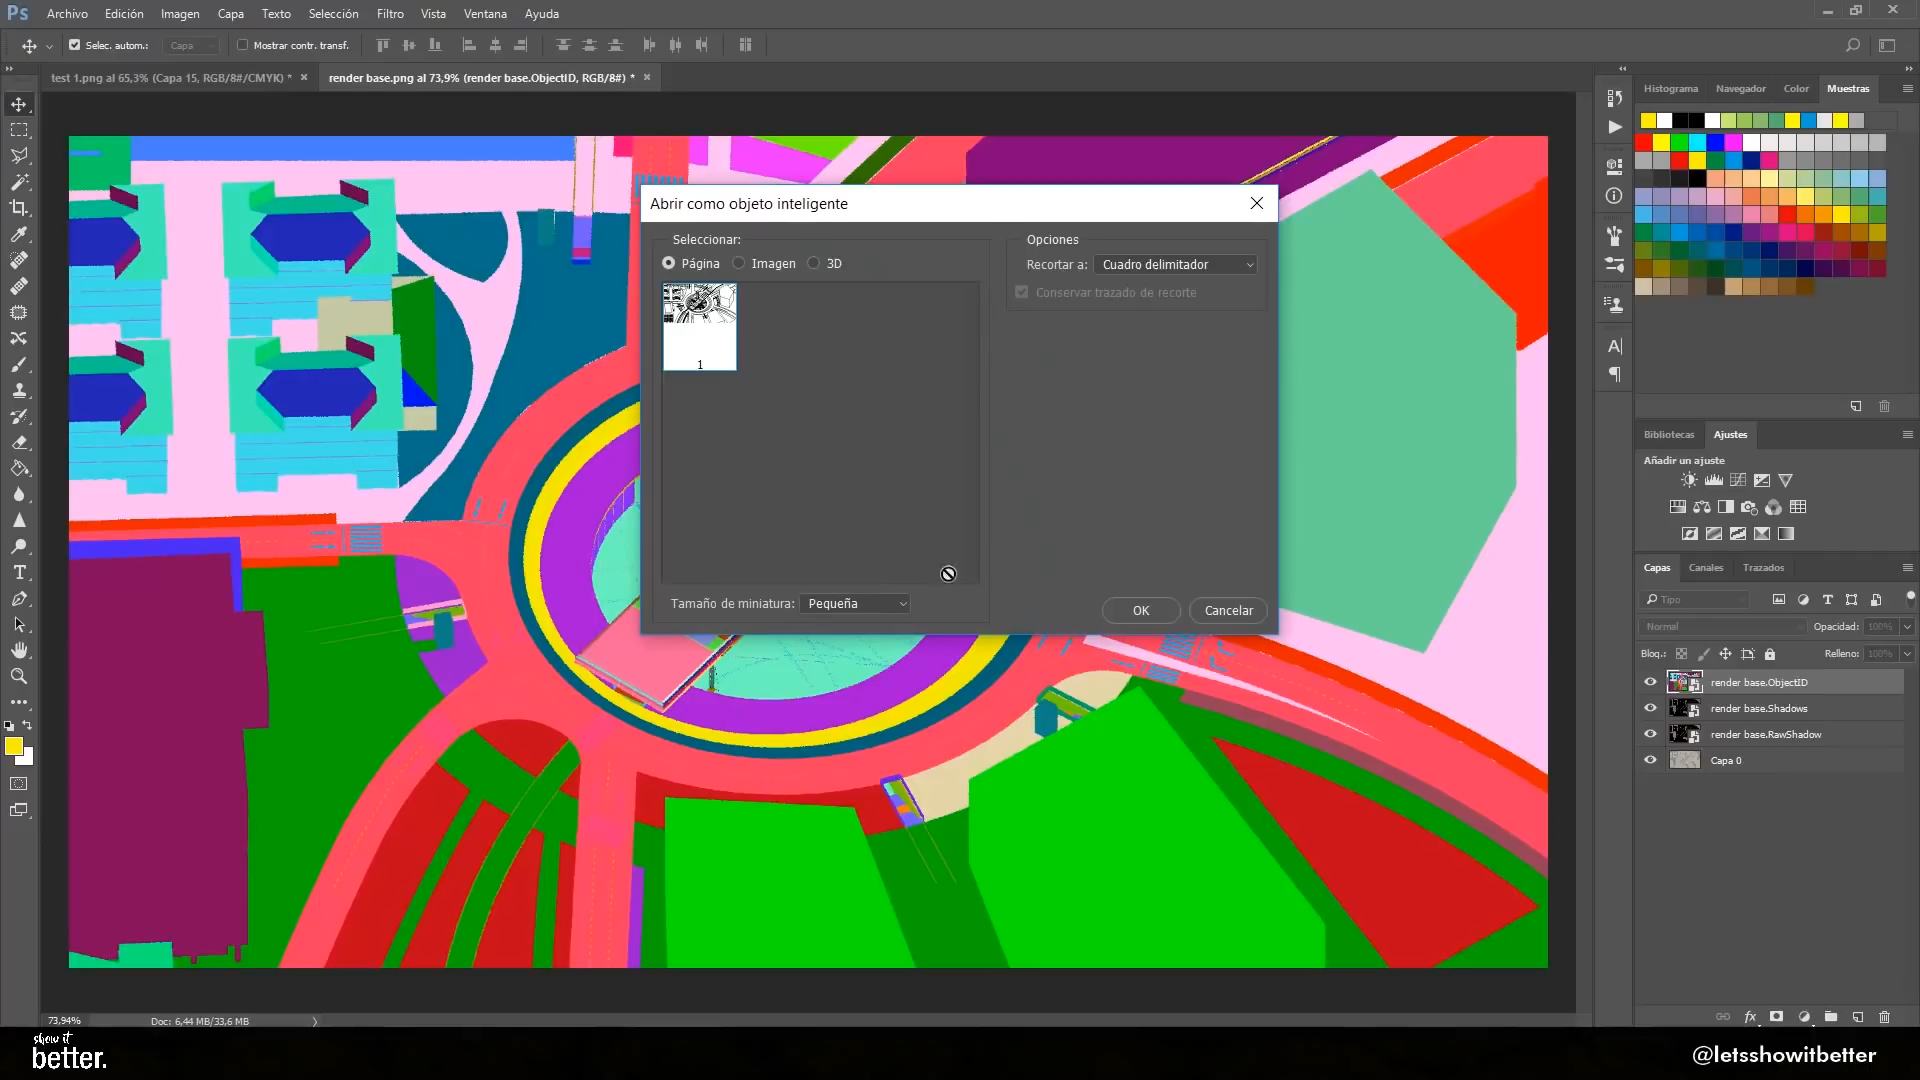 Ps Archivo Edición Imagen Capa Texto Selección Filtro Vista Ventana Ayuda
Selec. autom.: Capa Mostrar contr. transf.
test 1.png al 65,3% (Capa 15, RGB/8#/CMYK) * × render base.png al 73,9% (render base.ObjectID, RGB/8#) * ×
Histograma Navegador Color Muestras
Abrir como objeto inteligente
Seleccionar:
Página Imagen 3D
1
Tamaño de miniatura: Pequeña
Opciones
Recortar a: Cuadro delimitador
Conservar trazado de recorte
OK Cancelar
Bibliotecas Ajustes
Añadir un ajuste
Capas Canales Trazados
Tipo
Normal Opacidad: 100%
Bloq.: Relleno: 100%
render base.ObjectID
render base.Shadows
render base.RawShadow
Capa 0
fx
73,94% Doc: 6,44 MB/33,6 MB
show it
better.
@letsshowitbetter